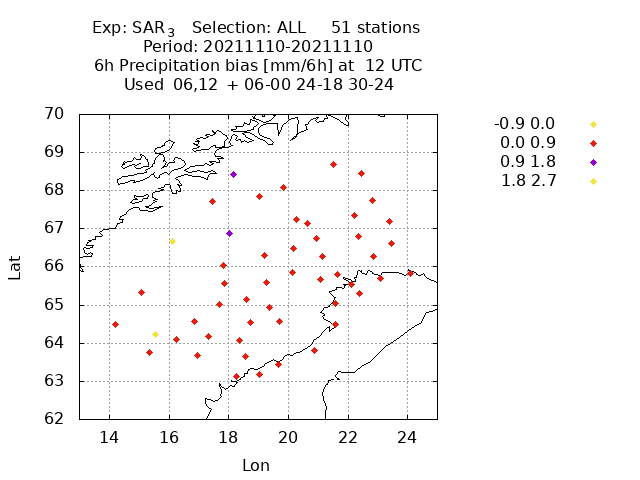 Exp: SAR3 Selection: ALL 51 stations
Period: 20211110-20211110
6h Precipitation bias [mm/6h] at 12 UTC
Used 06,12 + 06-00 24-18 30-24
70
69
68
67
66
65
64
63
62
Lat
14 16 18 20 22 24
Lon
-0.9 0.0
0.0 0.9
0.9 1.8
1.8 2.7